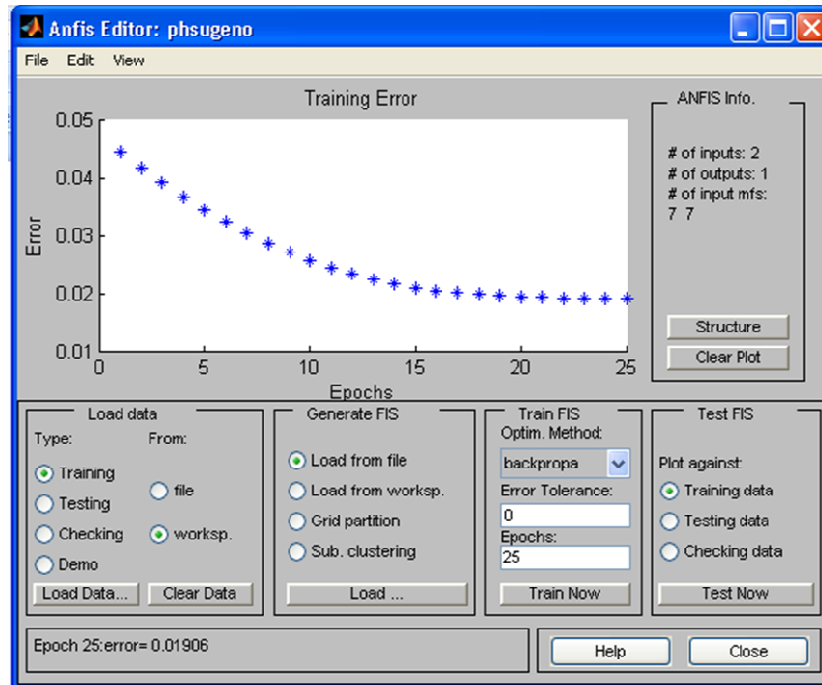 Anfis Editor: phsugeno
File Edit View
Training Error
0.05
0.04
0.03
0.02
0.01
Error
0 5 10 15 20 25
Epochs
ANFIS Info.
# of inputs: 2
# of outputs: 1
# of input mfs:
7 7
Structure
Clear Plot
Load data
Type: From:
Training
Testing
Checking
Demo
file
worksp.
Load Data... Clear Data
Generate FIS
Load from file
Load from worksp.
Grid partition
Sub. clustering
Load ...
Train FIS
Optim. Method:
backpropa
Error Tolerance:
0
Epochs:
25
Train Now
Test FIS
Plot against:
Training data
Testing data
Checking data
Test Now
Epoch 25:error= 0.01906
Help Close